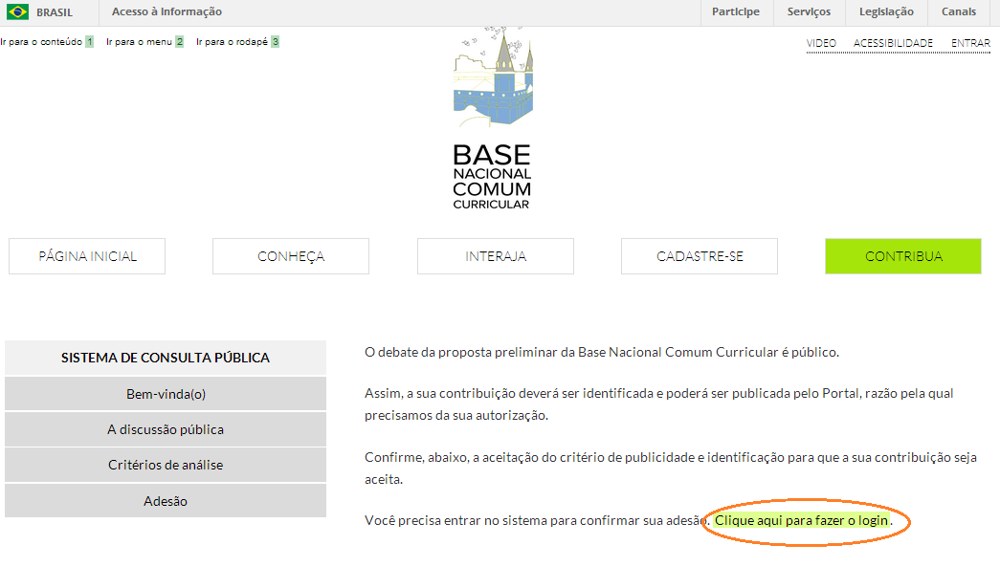 BRASIL Acesso à informação Participe Serviços Legislação Canais
Ir para o conteúdo 1 Ir para o menu 2 Ir para o rodapé 3 VIDEO ACESSIBILIDADE ENTRAR
BASE
NACIONAL
COMUM
CURRICULAR
PÁGINA INICIAL CONHEÇA INTERAJA CADASTRE-SE CONTRIBUA
SISTEMA DE CONSULTA PÚBLICA
Bem-vinda(o)
A discussão pública
Critérios de análise
Adesão
O debate da proposta preliminar da Base Nacional Comum Curricular é público.
Assim, a sua contribuição deverá ser identificada e poderá ser publicada pelo Portal, razão pela qual
precisamos da sua autorização.
Confirme, abaixo, a aceitação do critério de publicidade e identificação para que a sua contribuição seja
aceita.
Você precisa entrar no sistema para confirmar sua adesão. Clique aqui para fazer o login.